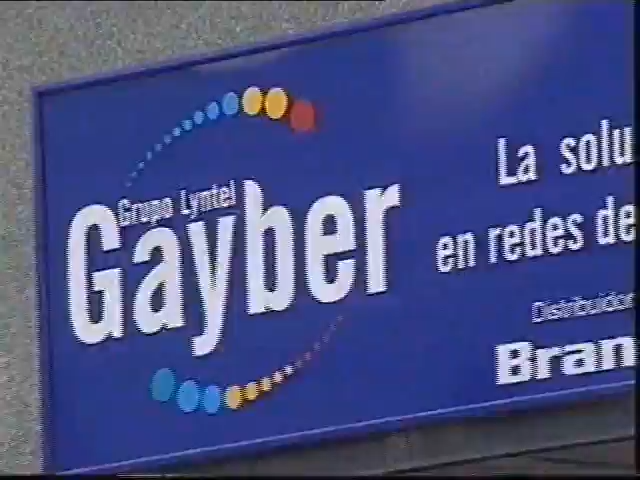 Grupo Lyntel
Gayber
La solu
en redes de
Distribuidor
Bran